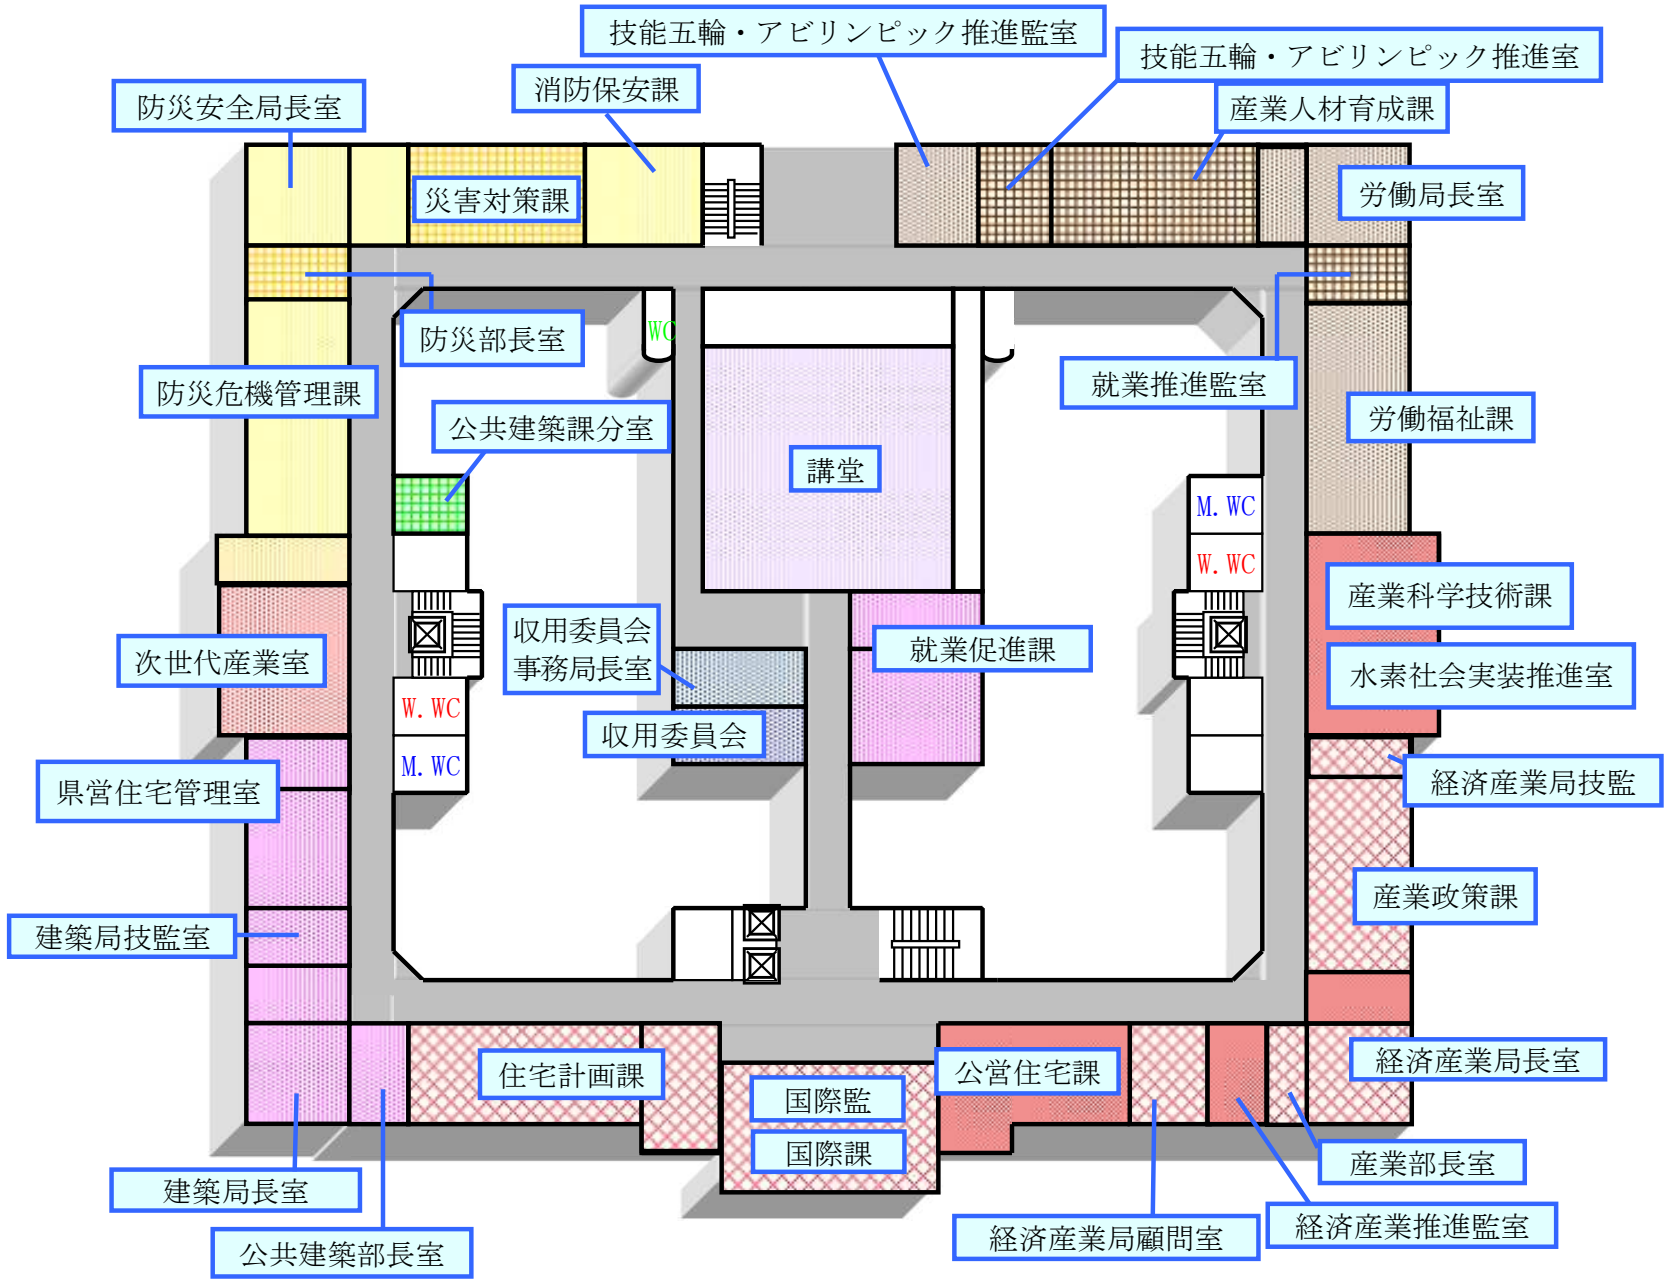 技能五輪・アビリンピック推進監室
技能五輪・アビリンピック推進室
消防保安課
防災安全局長室
産業人材育成課
災害対策課
労働局長室
防災部長室
WC
就業推進監室
防災危機管理課
労働福祉課
公共建築課分室
講堂
M.WC
W.WC
産業科学技術課
収用委員会
事務局長室
就業促進課
次世代産業室
水素社会実装推進室
W.WC
収用委員会
M.WC
県営住宅管理室
経済産業局技監
産業政策課
建築局技監室
住宅計画課
公営住宅課
経済産業局長室
国際監
国際課
産業部長室
建築局長室
経済産業推進監室
経済産業局顧問室
公共建築部長室